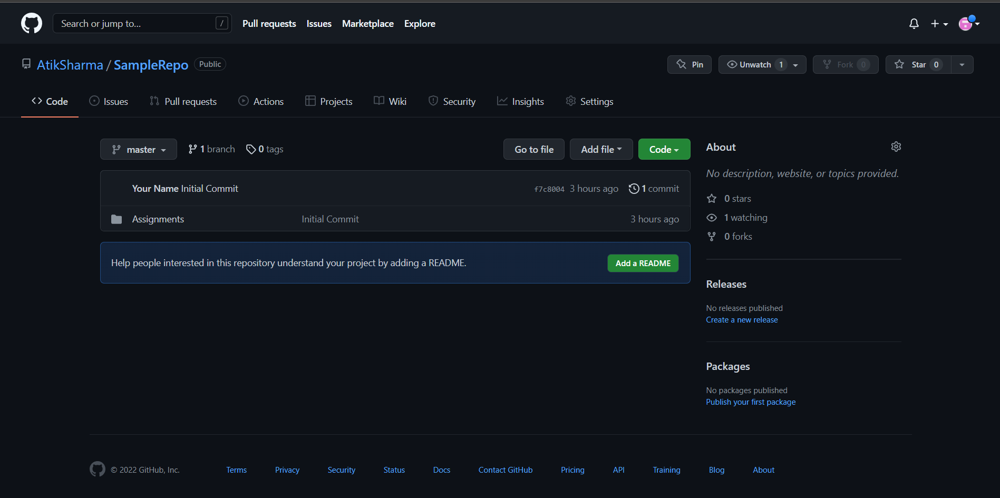 Search or jump to... / Pull requests Issues Marketplace Explore
AtikSharma / SampleRepo Public Pin Unwatch 1 Fork 0 Star 0
Code Issues Pull requests Actions Projects Wiki Security Insights Settings
master 1 branch 0 tags Go to file Add file Code
Your Name Initial Commit f7c8004 3 hours ago 1 commit
Assignments Initial Commit 3 hours ago
Help people interested in this repository understand your project by adding a README. Add a README
About
No description, website, or topics provided.
0 stars
1 watching
0 forks
Releases
No releases published
Create a new release
Packages
No packages published
Publish your first package
© 2022 GitHub, Inc. Terms Privacy Security Status Docs Contact GitHub Pricing API Training Blog About